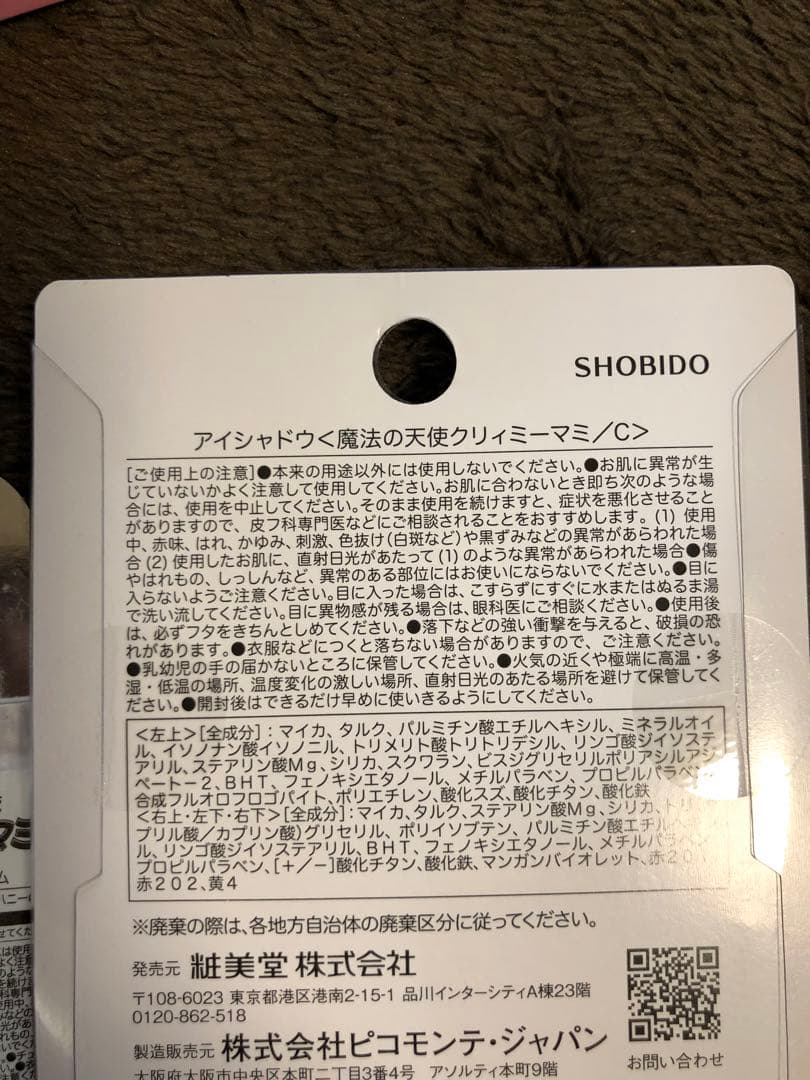 SHOBIDO
アイシャドウ＜魔法の天使クリィミーマミ／C＞
[ご使用上の注意]●本来の用途以外には使用しないでください。●お肌に異常が生
じていないかよく注意して使用してください。お肌に合わないとき即ち次のような場
合には、使用を中止してください。そのまま使用を続けますと、症状を悪化させること
がありますので、皮フ科専門医などにご相談されることをおすすめします。(1) 使用
中、赤味、はれ、かゆみ、刺激、色抜け(白斑など)や黒ずみなどの異常があらわれた場
合 (2) 使用したお肌に、直射日光があたって (1) のような異常があらわれた場合●傷
やはれもの、しっしんなど、異常のある部位にはお使いにならないでください。●目に
入らないようご注意ください。目に入った場合は、こすらずにすぐに水またはぬるま湯
で洗い流してください。目に異物感が残る場合は、眼科医にご相談ください。●使用後
は、必ずフタをきちんとしめてください。●落下などの強い衝撃を与えると、破損の恐
れがあります。●衣服などにつくと落ちない場合がありますので、ご注意ください。
●乳幼児の手の届かないところに保管してください。●火気の近くや極端に高温・多
湿・低温の場所、温度変化の激しい場所、直射日光のあたる場所を避けて保管してく
ださい。●開封後はできるだけ早めに使いきるようにしてください。
＜左上＞[全成分]：マイカ、タルク、パルミチン酸エチルヘキシル、ミネラルオイ
ル、イソノナン酸イソノニル、トリメリト酸トリトリデシル、リンゴ酸ジイソステ
アリル、ステアリン酸Mg、シリカ、スクワラン、ビスジグリセリルポリアシルアジ
ペート－2、BHT、フェノキシエタノール、メチルパラベン、プロピルパラベン、
合成フルオロフロゴパイト、ポリエチレン、酸化スズ、酸化チタン、酸化鉄
＜右上・左下・右下＞[全成分]：マイカ、タルク、ステアリン酸Mg、シリカ、トリ
プリル酸／カプリン酸)グリセリル、ポリイソブテン、パルミチン酸エチルヘ
ル、リンゴ酸ジイソステアリル、BHT、フェノキシエタノール、メチルパラベ
プロピルパラベン、[＋／－]酸化チタン、酸化鉄、マンガンバイオレット、赤201
赤202、黄4
※廃棄の際は、各地方自治体の廃棄区分に従ってください。
発売元 粧美堂 株式会社
〒108-6023 東京都港区港南2-15-1 品川インターシティA棟23階
0120-862-518
製造販売元 株式会社ピコモンテ・ジャパン
大阪府大阪市中央区本町二丁目3番4号 アソルティ本町9階
お問い合わせ